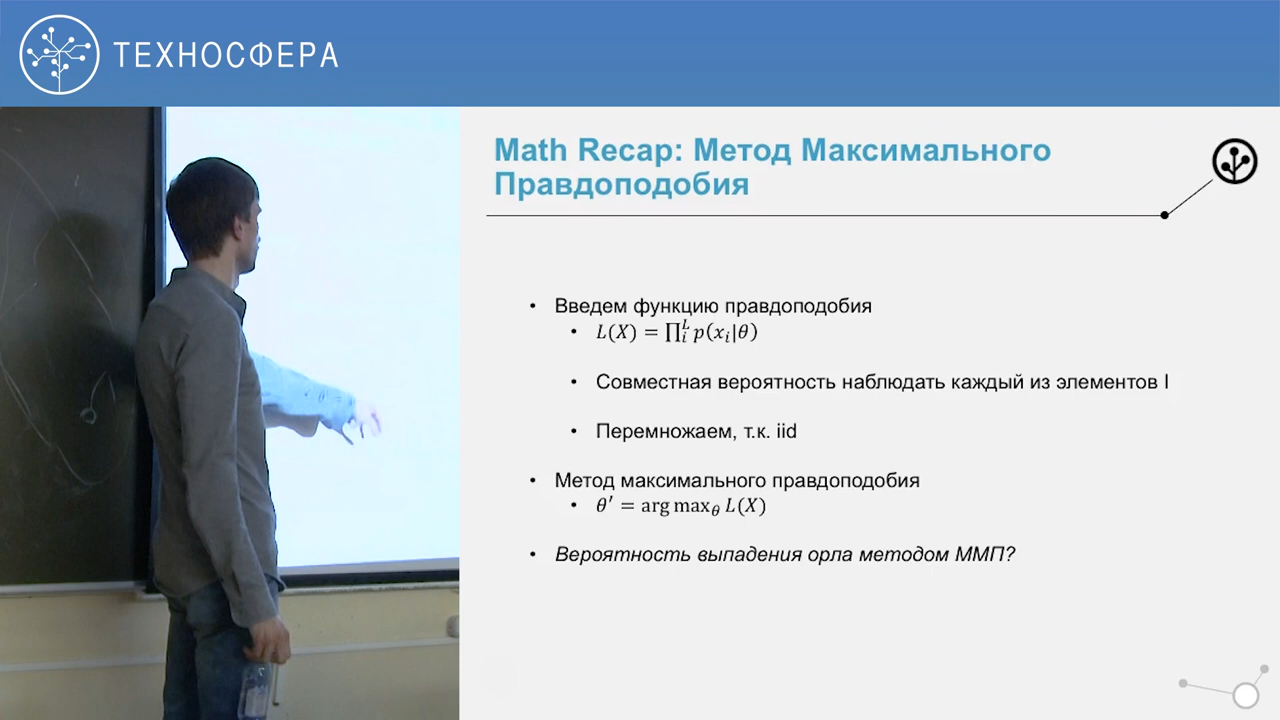 ТЕХНОСФЕРА
Math Recap: Метод Максимального
Правдоподобия
• Введем функцию правдоподобия
• L(X) = ∏ᵢᴸ p(xᵢ|θ)
• Совместная вероятность наблюдать каждый из элементов I
• Перемножаем, т.к. iid
• Метод максимального правдоподобия
• θ′ = arg max_θ L(X)
• Вероятность выпадения орла методом ММП?